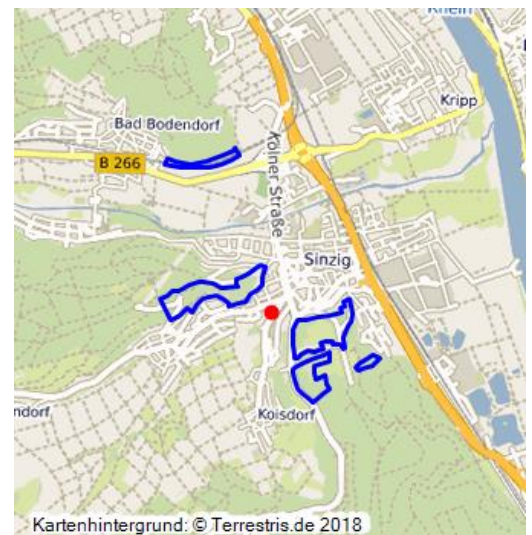 Rhein
Kripp
Bad Bodendorf
B 266
Kölner Straße
Sinzig
ndorf
Koisdorf
Kartenhintergrund: © Terrestris.de 2018